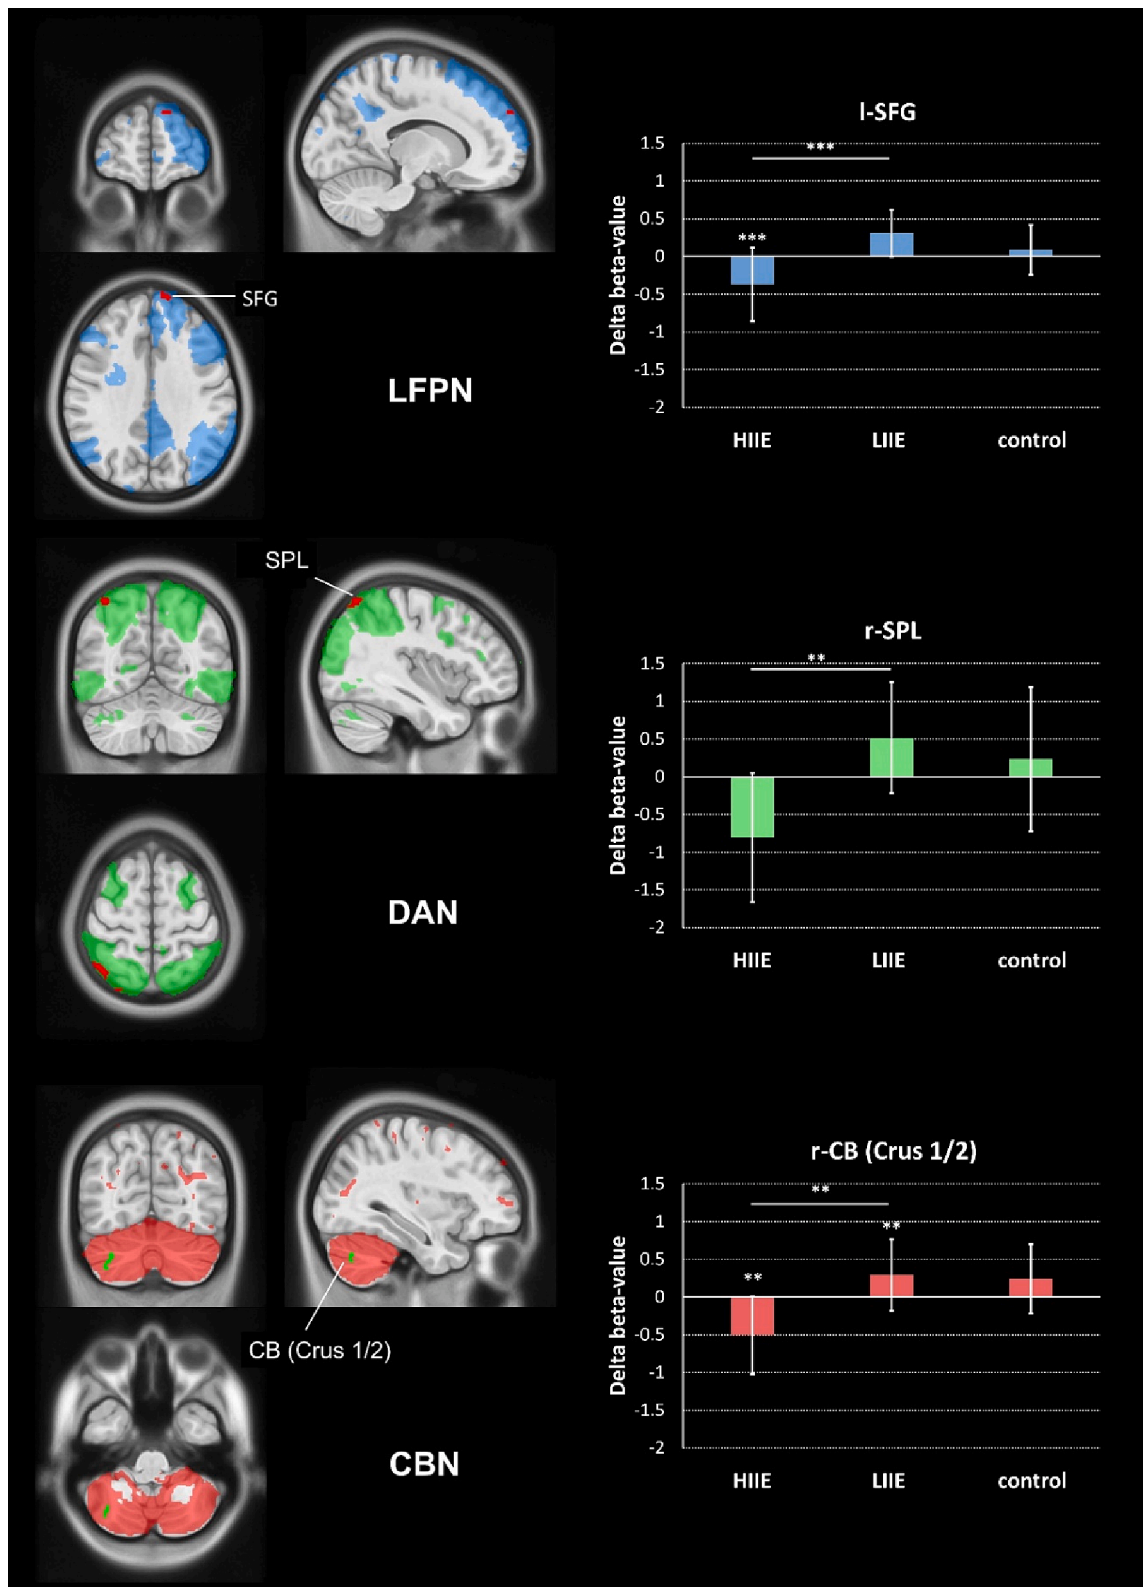 SFG
LFPN
l-SFG
Delta beta-value
1.5
1
0.5
0
-0.5
-1
-1.5
-2
***
***
HIIE LIIE control
SPL
DAN
r-SPL
Delta beta-value
1.5
1
0.5
0
-0.5
-1
-1.5
-2
**
HIIE LIIE control
CB (Crus 1/2)
CBN
r-CB (Crus 1/2)
Delta beta-value
1.5
1
0.5
0
-0.5
-1
-1.5
-2
**
**
**
HIIE LIIE control